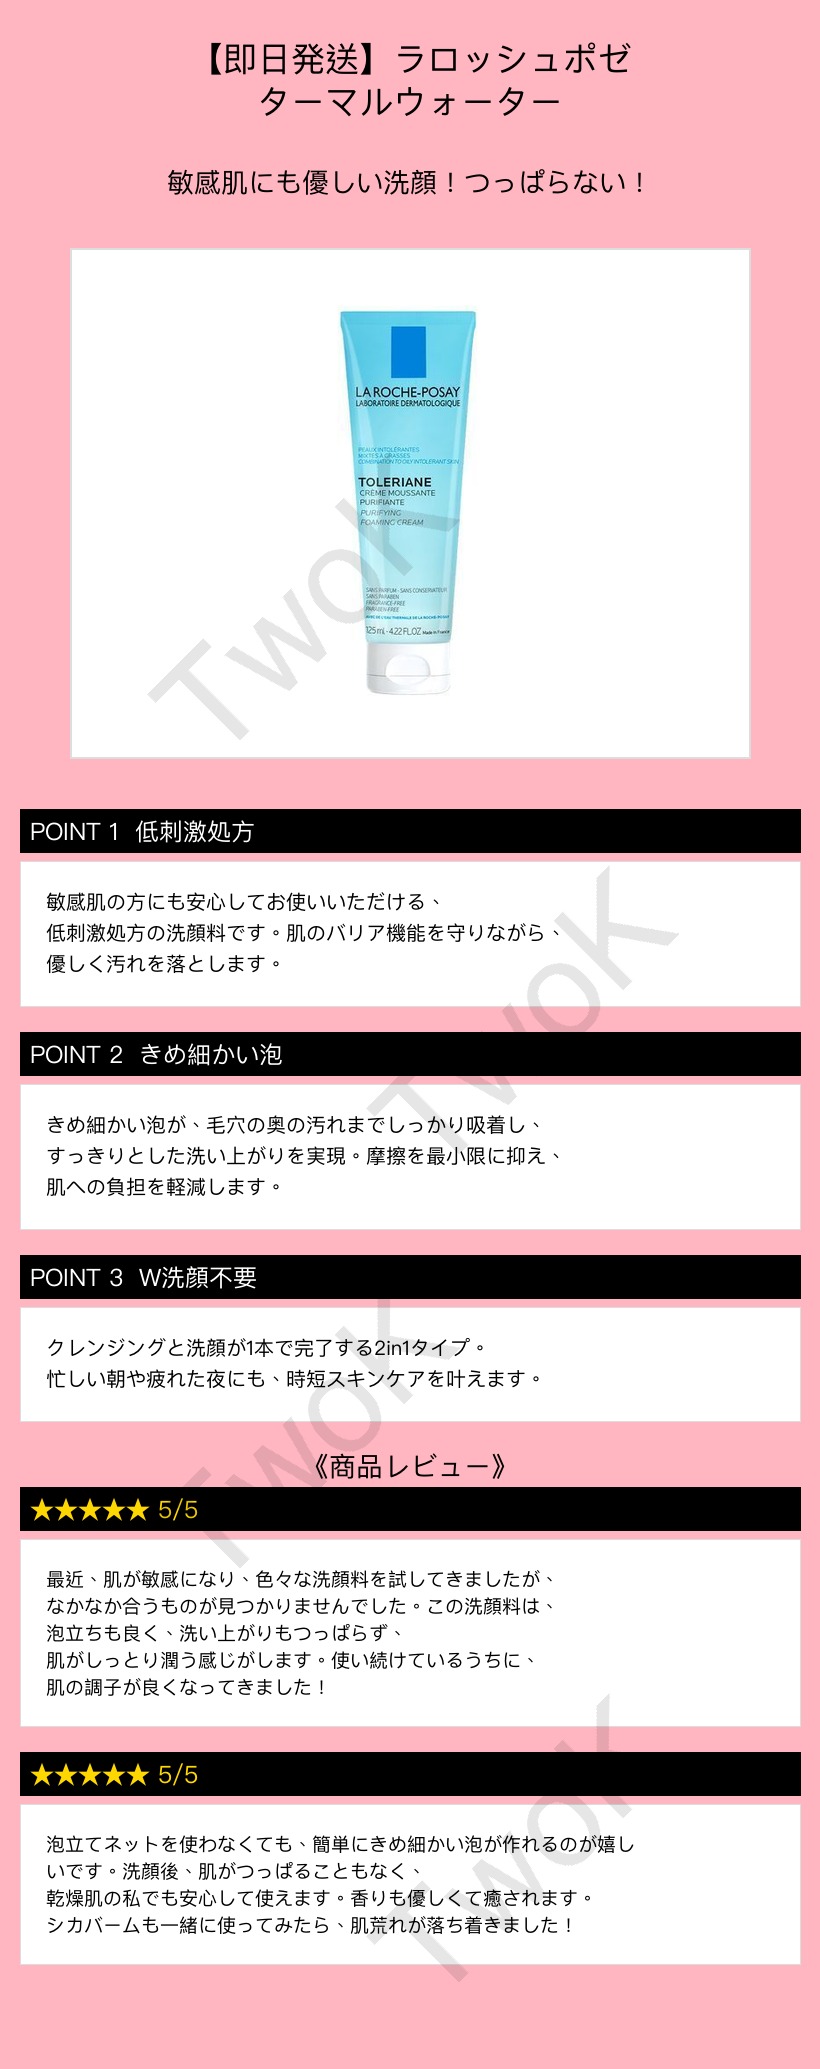 【即日発送】ラロッシュポゼ
ターマルウォーター
敏感肌にも優しい洗顔！つっぱらない！
LA ROCHE-POSAY
LABORATOIRE DERMATOLOGIQUE
PEAUX INTOLÉRANTES
MIXTES À GRASSES
COMBINATION TO OILY INTOLERANT SKIN
TOLERIANE
CRÈME MOUSSANTE
PURIFIANTE
PURIFYING
FOAMING CREAM
SANS PARFUM - SANS CONSERVATEUR
SANS PARABEN
FRAGRANCE-FREE
PARABEN-FREE
AVEC DE L'EAU THERMALE DE LA ROCHE-POSAY
125 ml - 4.22 FL.OZ Made in France
TwoK
POINT 1 低刺激処方
敏感肌の方にも安心してお使いいただける、
低刺激処方の洗顔料です。肌のバリア機能を守りながら、
優しく汚れを落とします。
TwoK
POINT 2 きめ細かい泡
きめ細かい泡が、毛穴の奥の汚れまでしっかり吸着し、
すっきりとした洗い上がりを実現。摩擦を最小限に抑え、
肌への負担を軽減します。
POINT 3 W洗顔不要
クレンジングと洗顔が1本で完了する2in1タイプ。
忙しい朝や疲れた夜にも、時短スキンケアを叶えます。
TwoK
《商品レビュー》
★★★★★ 5/5
最近、肌が敏感になり、色々な洗顔料を試してきましたが、
なかなか合うものが見つかりませんでした。この洗顔料は、
泡立ちも良く、洗い上がりもつっぱらず、
肌がしっとり潤う感じがします。使い続けているうちに、
肌の調子が良くなってきました！
★★★★★ 5/5
泡立てネットを使わなくても、簡単にきめ細かい泡が作れるのが嬉し
いです。洗顔後、肌がつっぱることもなく、
乾燥肌の私でも安心して使えます。香りも優しくて癒されます。
シカバームも一緒に使ってみたら、肌荒れが落ち着きました！
TwoK